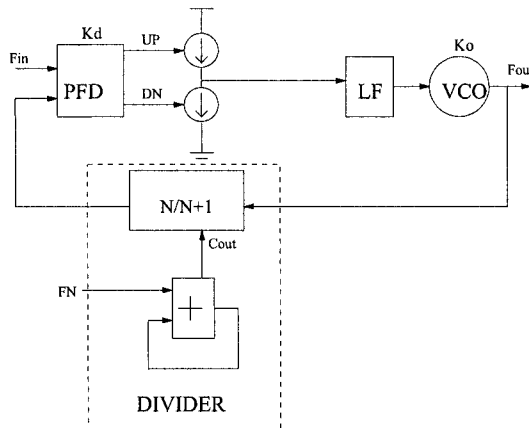 Kd
UP
Fin
PFD
DN
LF
Ko
VCO
Fou
N/N+1
Cout
FN
+
DIVIDER